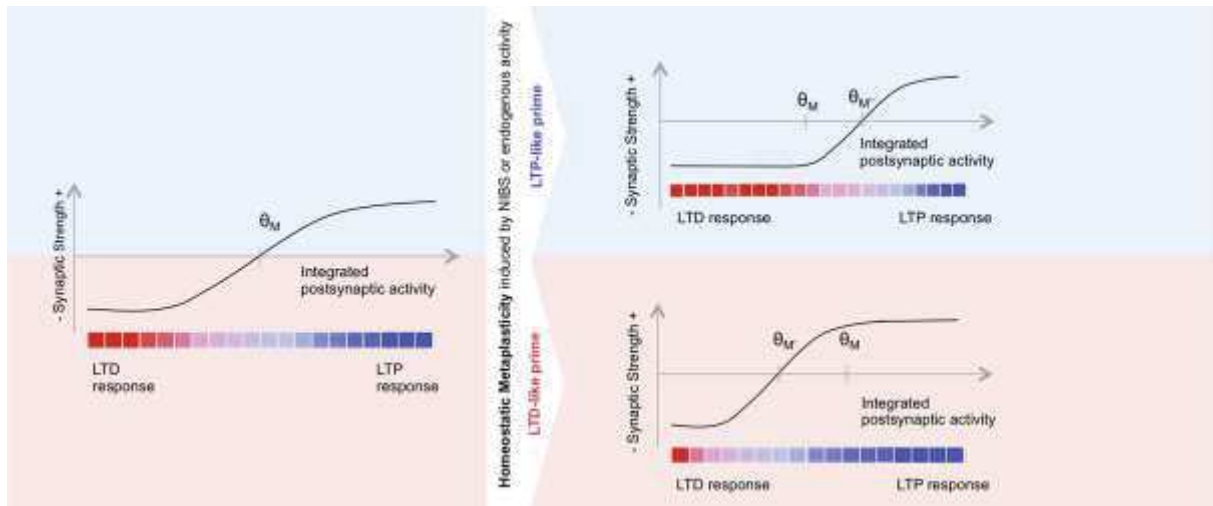 - Synaptic Strength +
θM
Integrated
postsynaptic activity
LTD
response
LTP
response
Homeostatic Metaplasticity induced by NIBS or endogenous activity
LTP-like prime
LTD-like prime
- Synaptic Strength +
θM
θM'
Integrated
postsynaptic activity
LTD response
LTP response
- Synaptic Strength +
θM'
θM
Integrated
postsynaptic activity
LTD response
LTP response